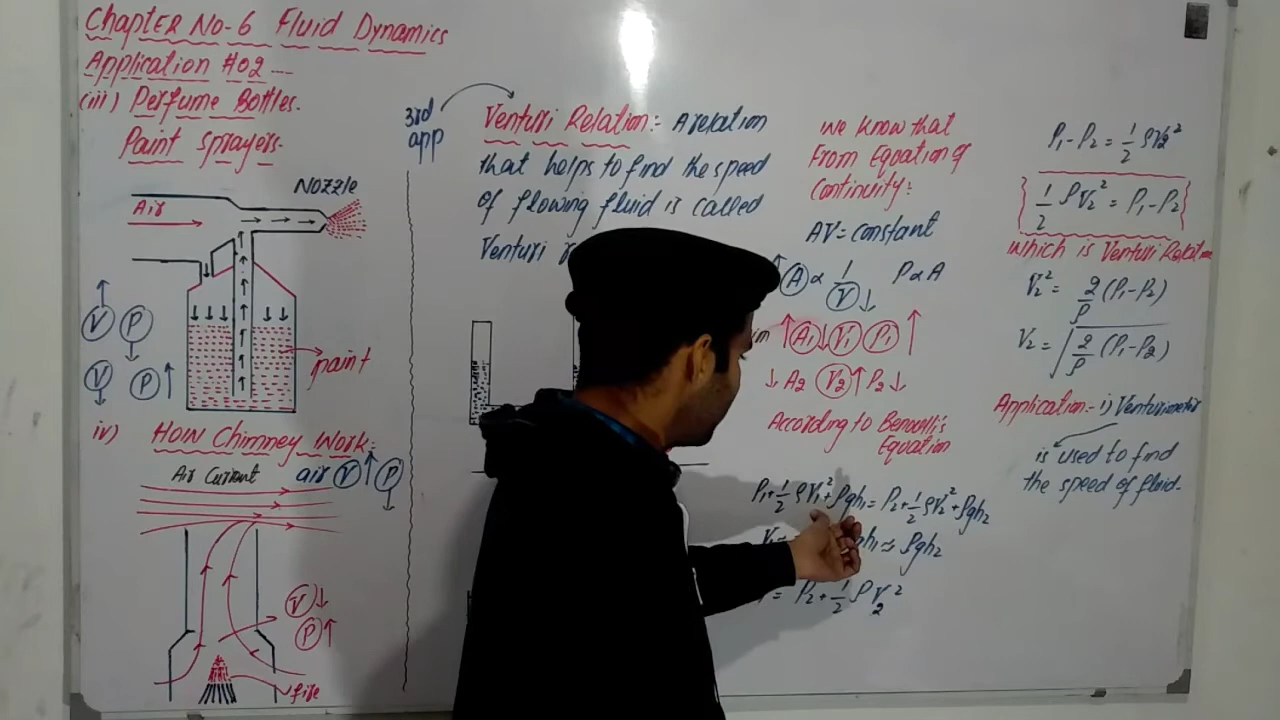 Chapter No-6 Fluid Dynamics
Application #02
(iii) Perfume Bottles.
Paint sprayers-
Nozzle
Air
V P
V P
paint
iv) How Chimney Work:
Air Current air V P
V
P
fire
3rd app
Venturi Relation:- A relation
that helps to find the speed
of flowing fluid is called
Venturi
We know that
From Equation of
Continuity:
AV = constant
A ∝ 1/V P ∝ A
↑ A1 ↓ V1 P1 ↑
↓ A2 V2 ↑ P2 ↓
According to Bernoulli's
Equation
P1 + 1/2 ρV1² + ρgh1 = P2 + 1/2 ρV2² + ρgh2
gh1 ≈ ρgh2
= P2 + 1/2 ρV2²
P1 - P2 = 1/2 ρV2²
1/2 ρV2² = P1 - P2
Which is Venturi Relation
V2² = 2/ρ (P1 - P2)
V2 = √2/ρ (P1 - P2)
Application:- i) Venturimeter
is used to find
the speed of fluid-